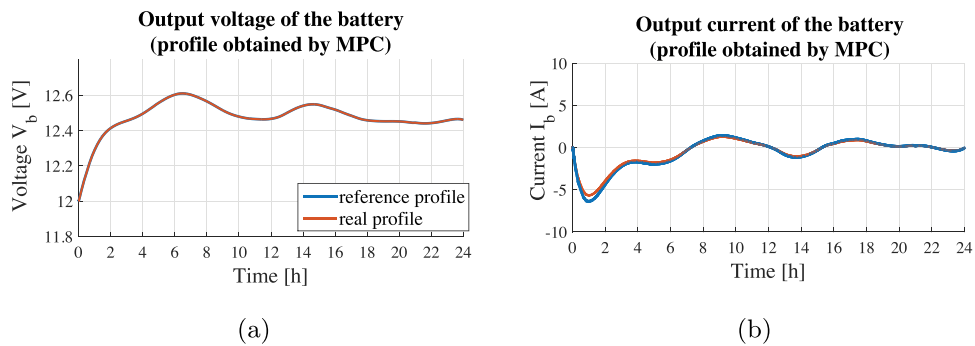 Output voltage of the battery
(profile obtained by MPC)
Voltage V_b [V]
12.6
12.4
12.2
12
11.8
reference profile
real profile
0 2 4 6 8 10 12 14 16 18 20 22 24
Time [h]
(a)
Output current of the battery
(profile obtained by MPC)
Current I_b [A]
10
5
0
-5
-10
0 2 4 6 8 10 12 14 16 18 20 22 24
Time [h]
(b)